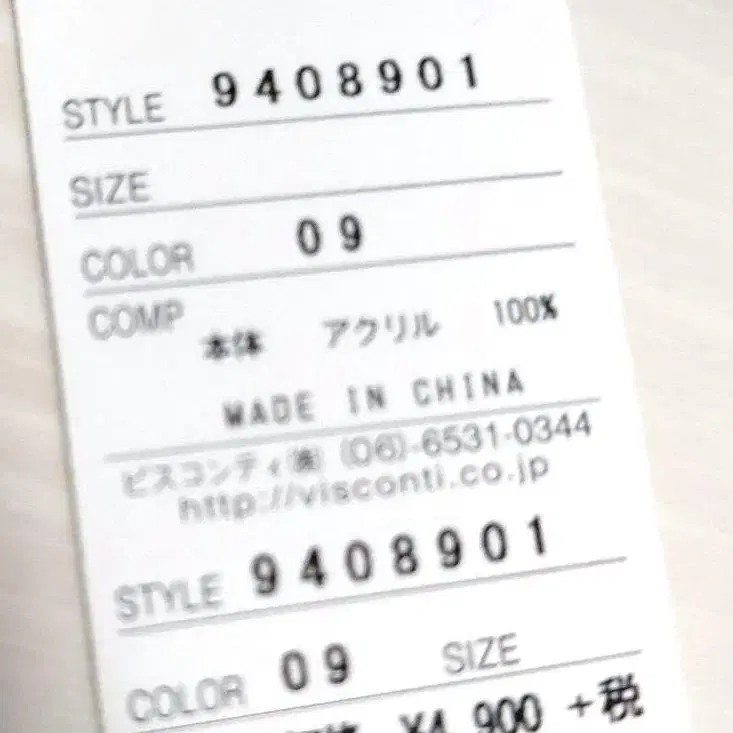 STYLE 9408901
SIZE
COLOR 09
COMP 本体 アクリル 100%
MADE IN CHINA
ビスコンティ㈱ (06)-6531-0344
http://visconti.co.jp
STYLE 9408901
COLOR 09 SIZE
¥4,900 +税